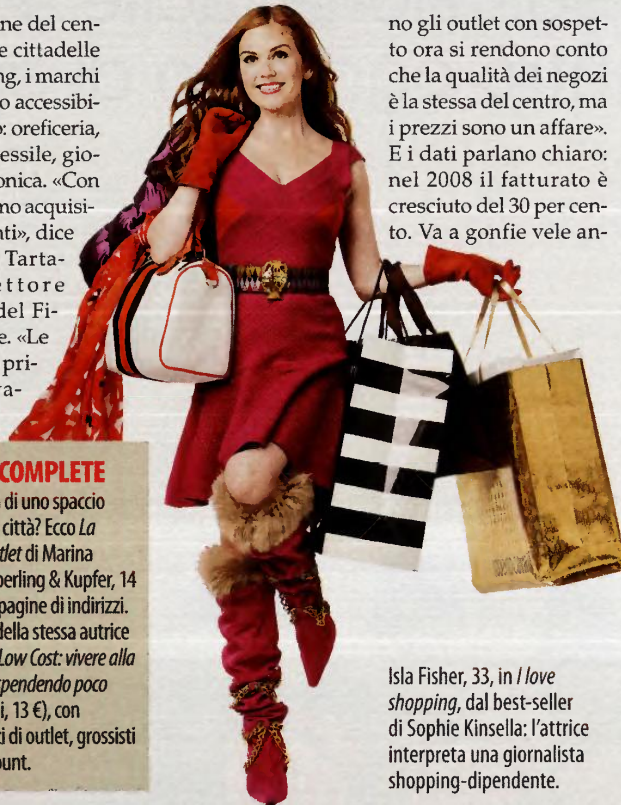 ne del cen-
e cittadelle
ng, i marchi
o accessibi-
o: oreficeria,
essile, gio-
onica. «Con
mo acquisi-
nti», dice
Tarta-
ettore
del Fi-
e. «Le
pri-
va-
COMPLETE
di uno spaccio
città? Ecco La
tlet di Marina
perling & Kupfer, 14
pagine di indirizzi.
della stessa autrice
Low Cost: vivere alla
spendendo poco
i, 13 €), con
ti di outlet, grossisti
ount.
no gli outlet con sospet-
to ora si rendono conto
che la qualità dei negozi
è la stessa del centro, ma
i prezzi sono un affare».
E i dati parlano chiaro:
nel 2008 il fatturato è
cresciuto del 30 per cen-
to. Va a gonfie vele an-
Isla Fisher, 33, in I love
shopping, dal best-seller
di Sophie Kinsella: l'attrice
interpreta una giornalista
shopping-dipendente.